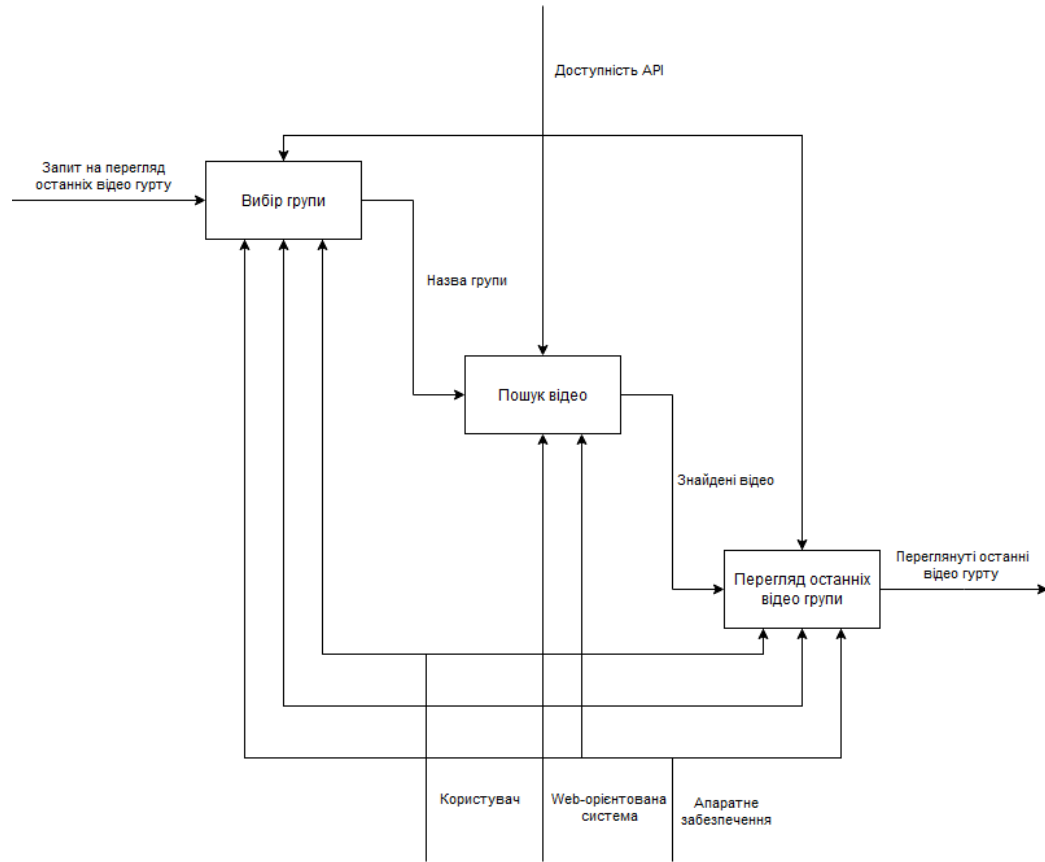 Доступність API
Запит на перегляд
останніх відео гурту
Вибір групи
Назва групи
Пошук відео
Знайдені відео
Перегляд останніх
відео групи
Переглянуті останні
відео гурту
Користувач
Web-орієнтована
система
Апаратне
забезпечення